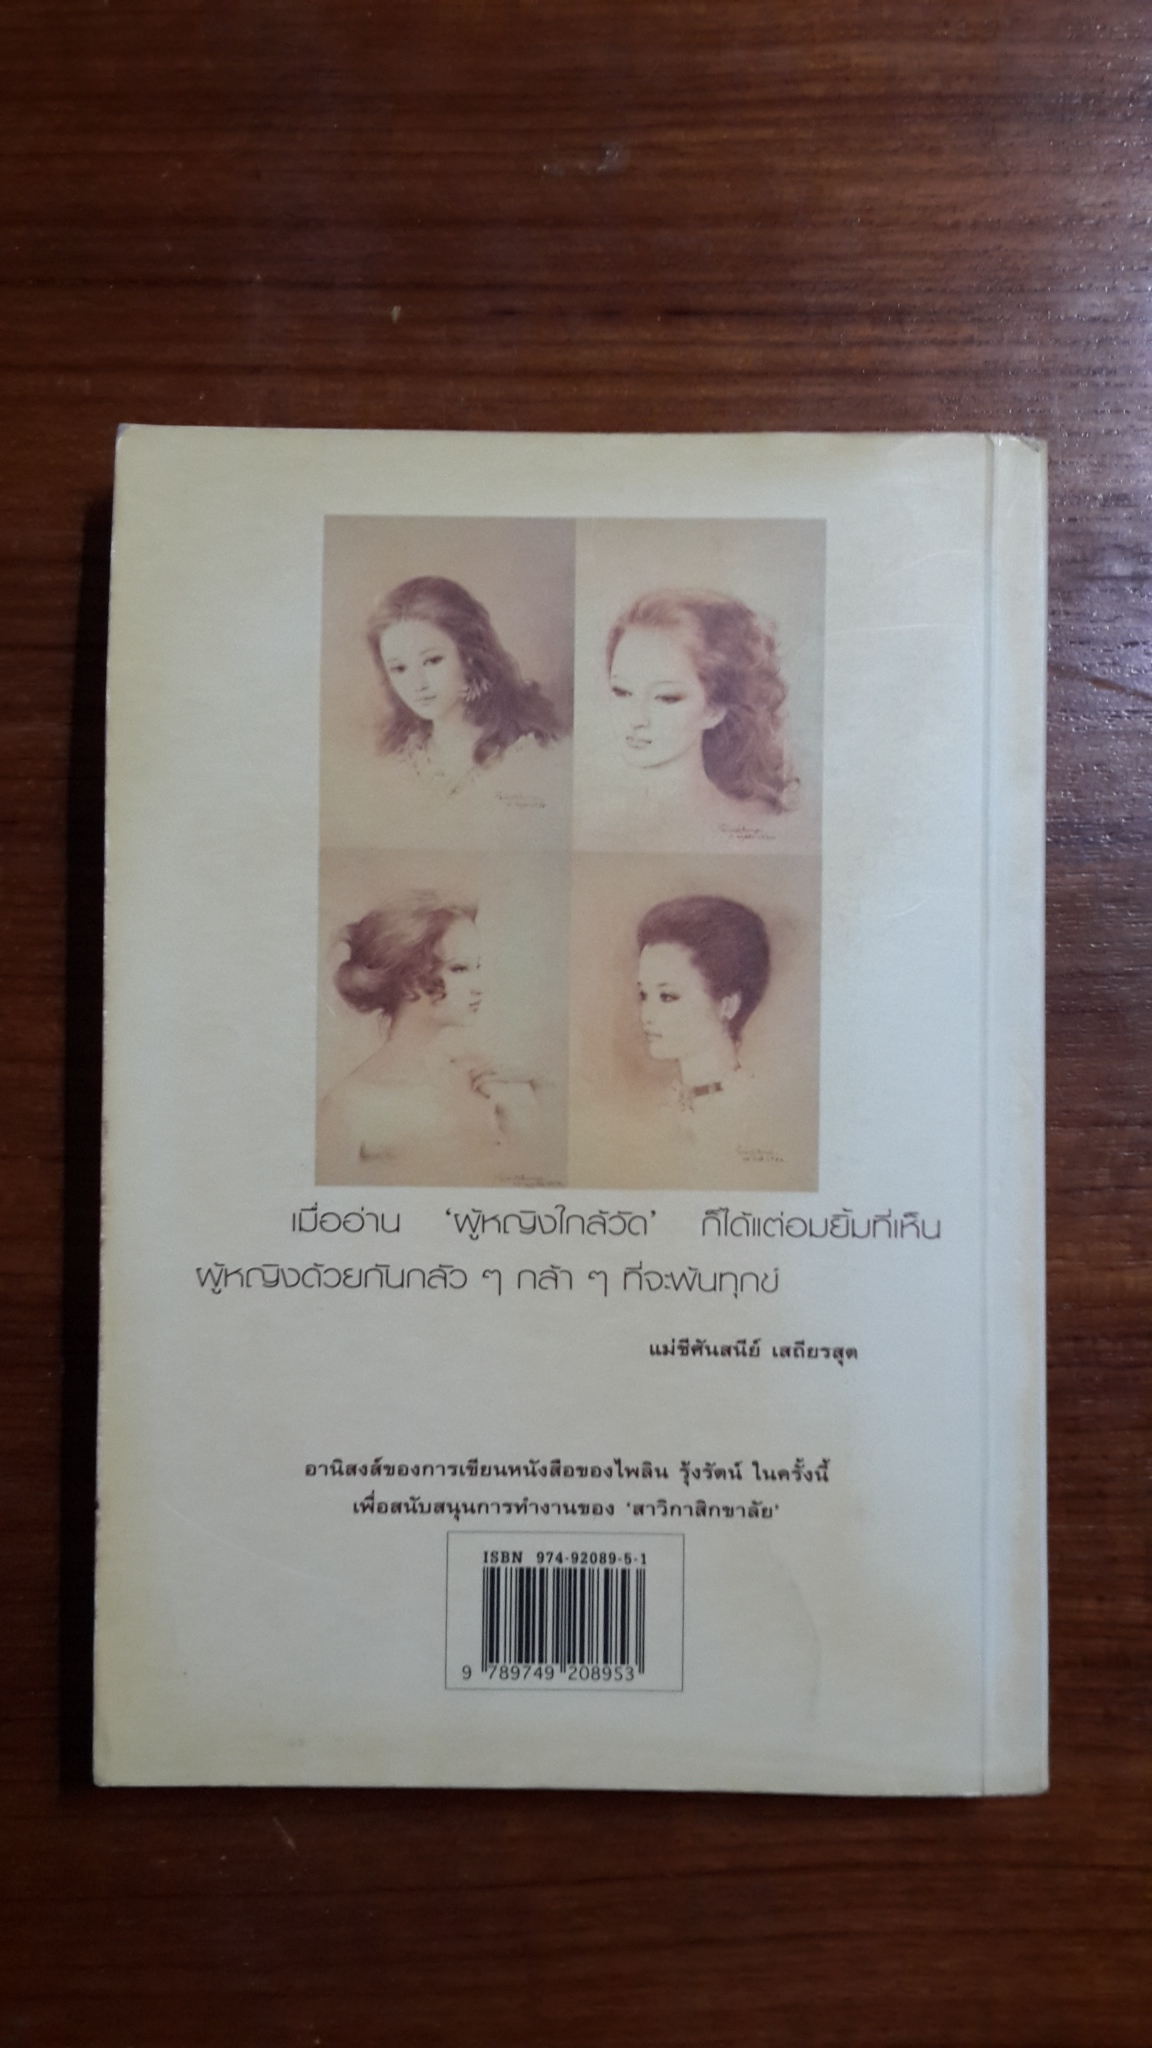 เมื่ออ่าน 'ผู้หญิงใกล้วัด' ก็ได้แต่อมยิ้มที่เห็น
ผู้หญิงด้วยกันกลัว ๆ กล้า ๆ ที่จะพ้นทุกข์
แม่ชีศันสนีย์ เสถียรสุต
อานิสงส์ของการเขียนหนังสือของไพลิน รุ้งรัตน์ ในครั้งนี้
เพื่อสนับสนุนการทำงานของ 'สาวิกาสิกขาลัย'
ISBN 974-92089-5-1
9 789749 208953